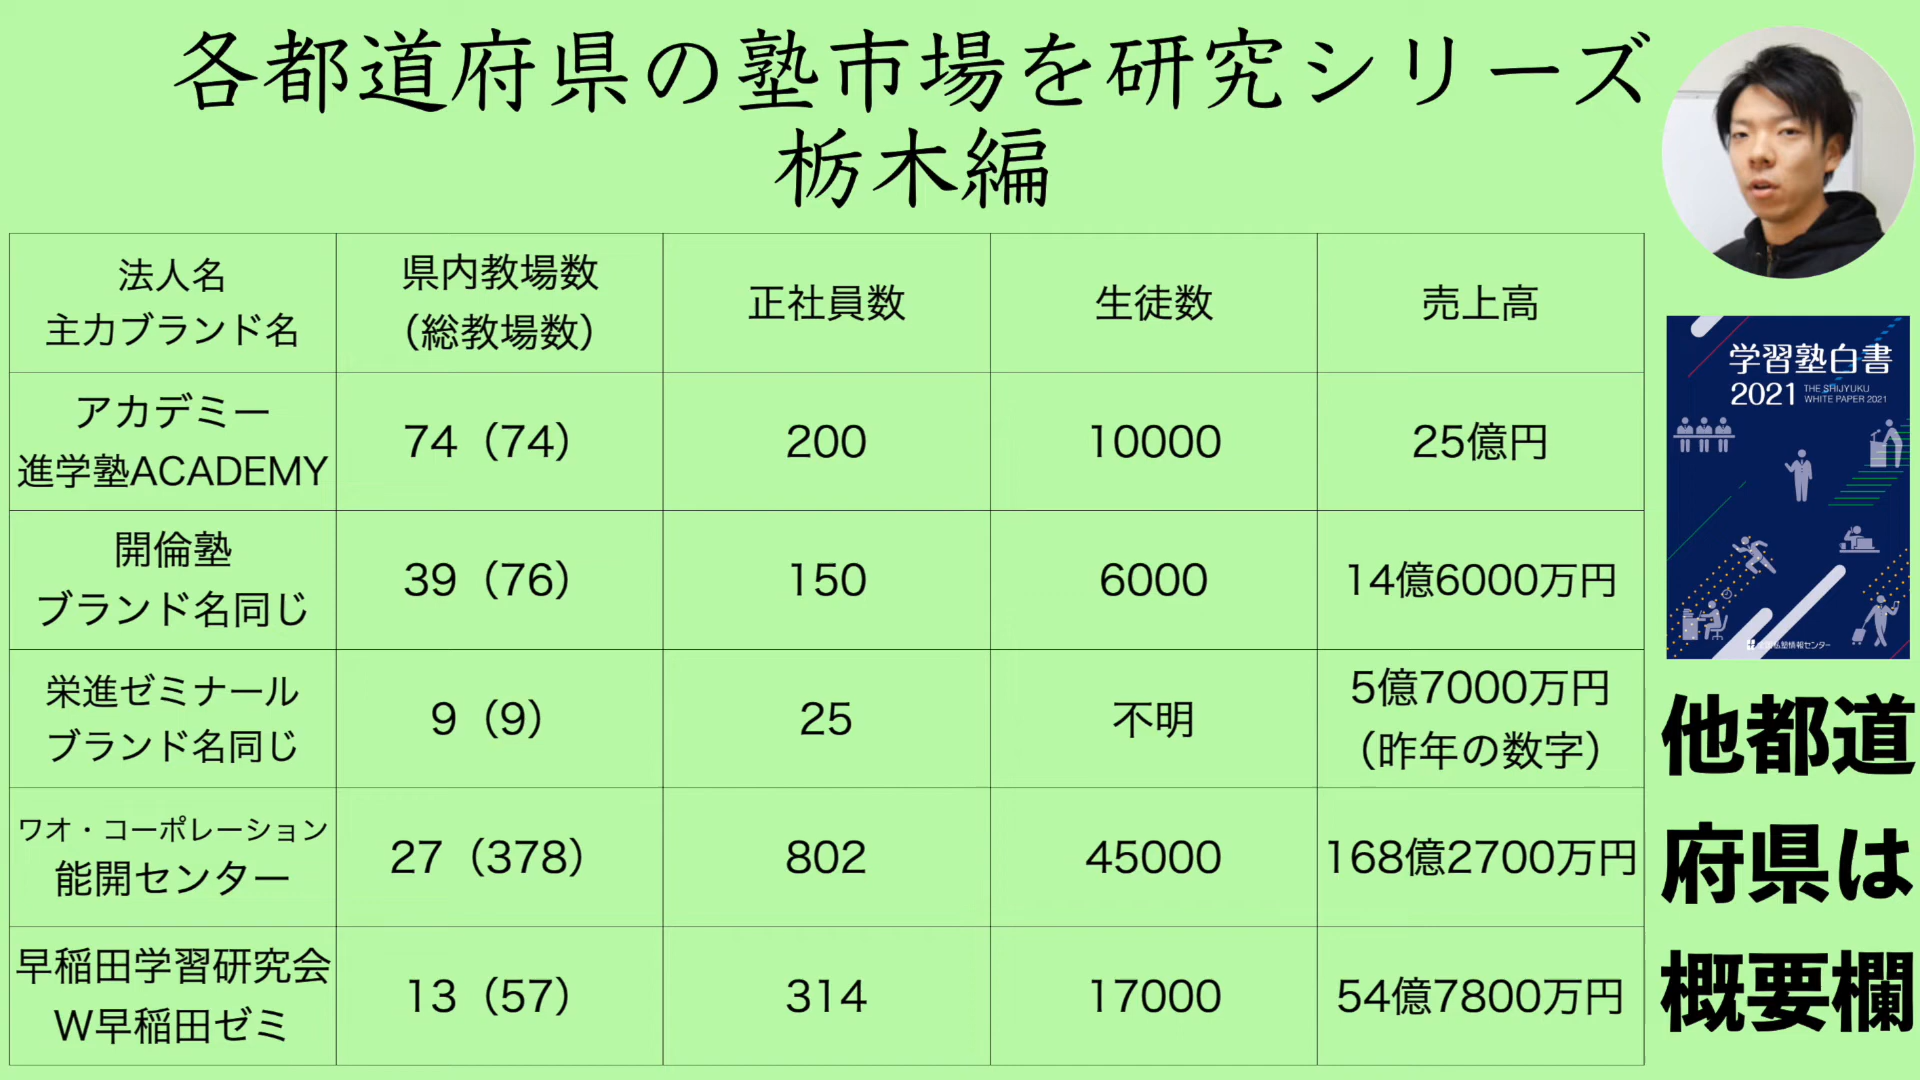 各都道府県の塾市場を研究シリーズ
栃木編
法人名
主力ブランド名
県内教場数
（総教場数）
正社員数
生徒数
売上高
アカデミー
進学塾ACADEMY
74（74）
200
10000
25億円
開倫塾
ブランド名同じ
39（76）
150
6000
14億6000万円
栄進ゼミナール
ブランド名同じ
9（9）
25
不明
5億7000万円
（昨年の数字）
ワオ・コーポレーション
能開センター
27（378）
802
45000
168億2700万円
早稲田学習研究会
W早稲田ゼミ
13（57）
314
17000
54億7800万円
学習塾白書
2021
THE SHIJYUKU
WHITE PAPER 2021
全国私塾情報センター
他都道
府県は
概要欄